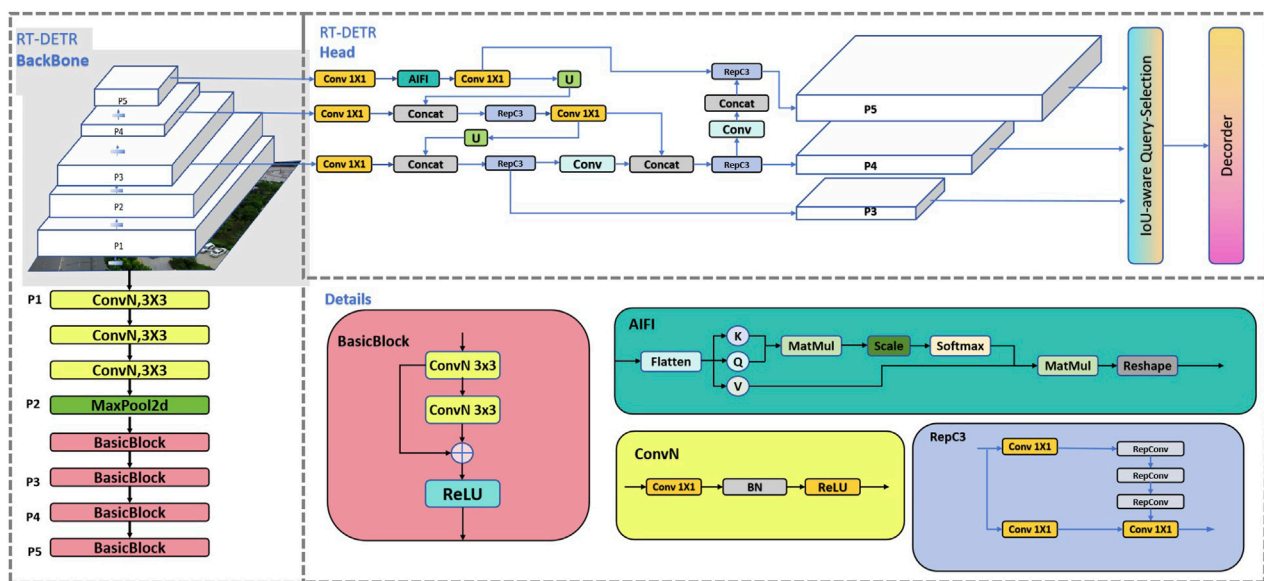 RT-DETR
BackBone
P5
P4
P3
P2
P1
P1
ConvN,3X3
ConvN,3X3
ConvN,3X3
P2
MaxPool2d
BasicBlock
P3
BasicBlock
P4
BasicBlock
P5
BasicBlock
RT-DETR
Head
Conv 1X1
AIFI
Conv 1X1
U
RepC3
Conv 1X1
Concat
RepC3
Conv 1X1
Concat
U
Conv
Conv 1X1
Concat
RepC3
Conv
Concat
RepC3
P5
P4
P3
IoU-aware Query-Selection
Decorder
Details
BasicBlock
ConvN 3x3
ConvN 3x3
ReLU
AIFI
Flatten
K
Q
V
MatMul
Scale
Softmax
MatMul
Reshape
ConvN
Conv 1X1
BN
ReLU
RepC3
Conv 1X1
RepConv
RepConv
RepConv
Conv 1X1
Conv 1X1